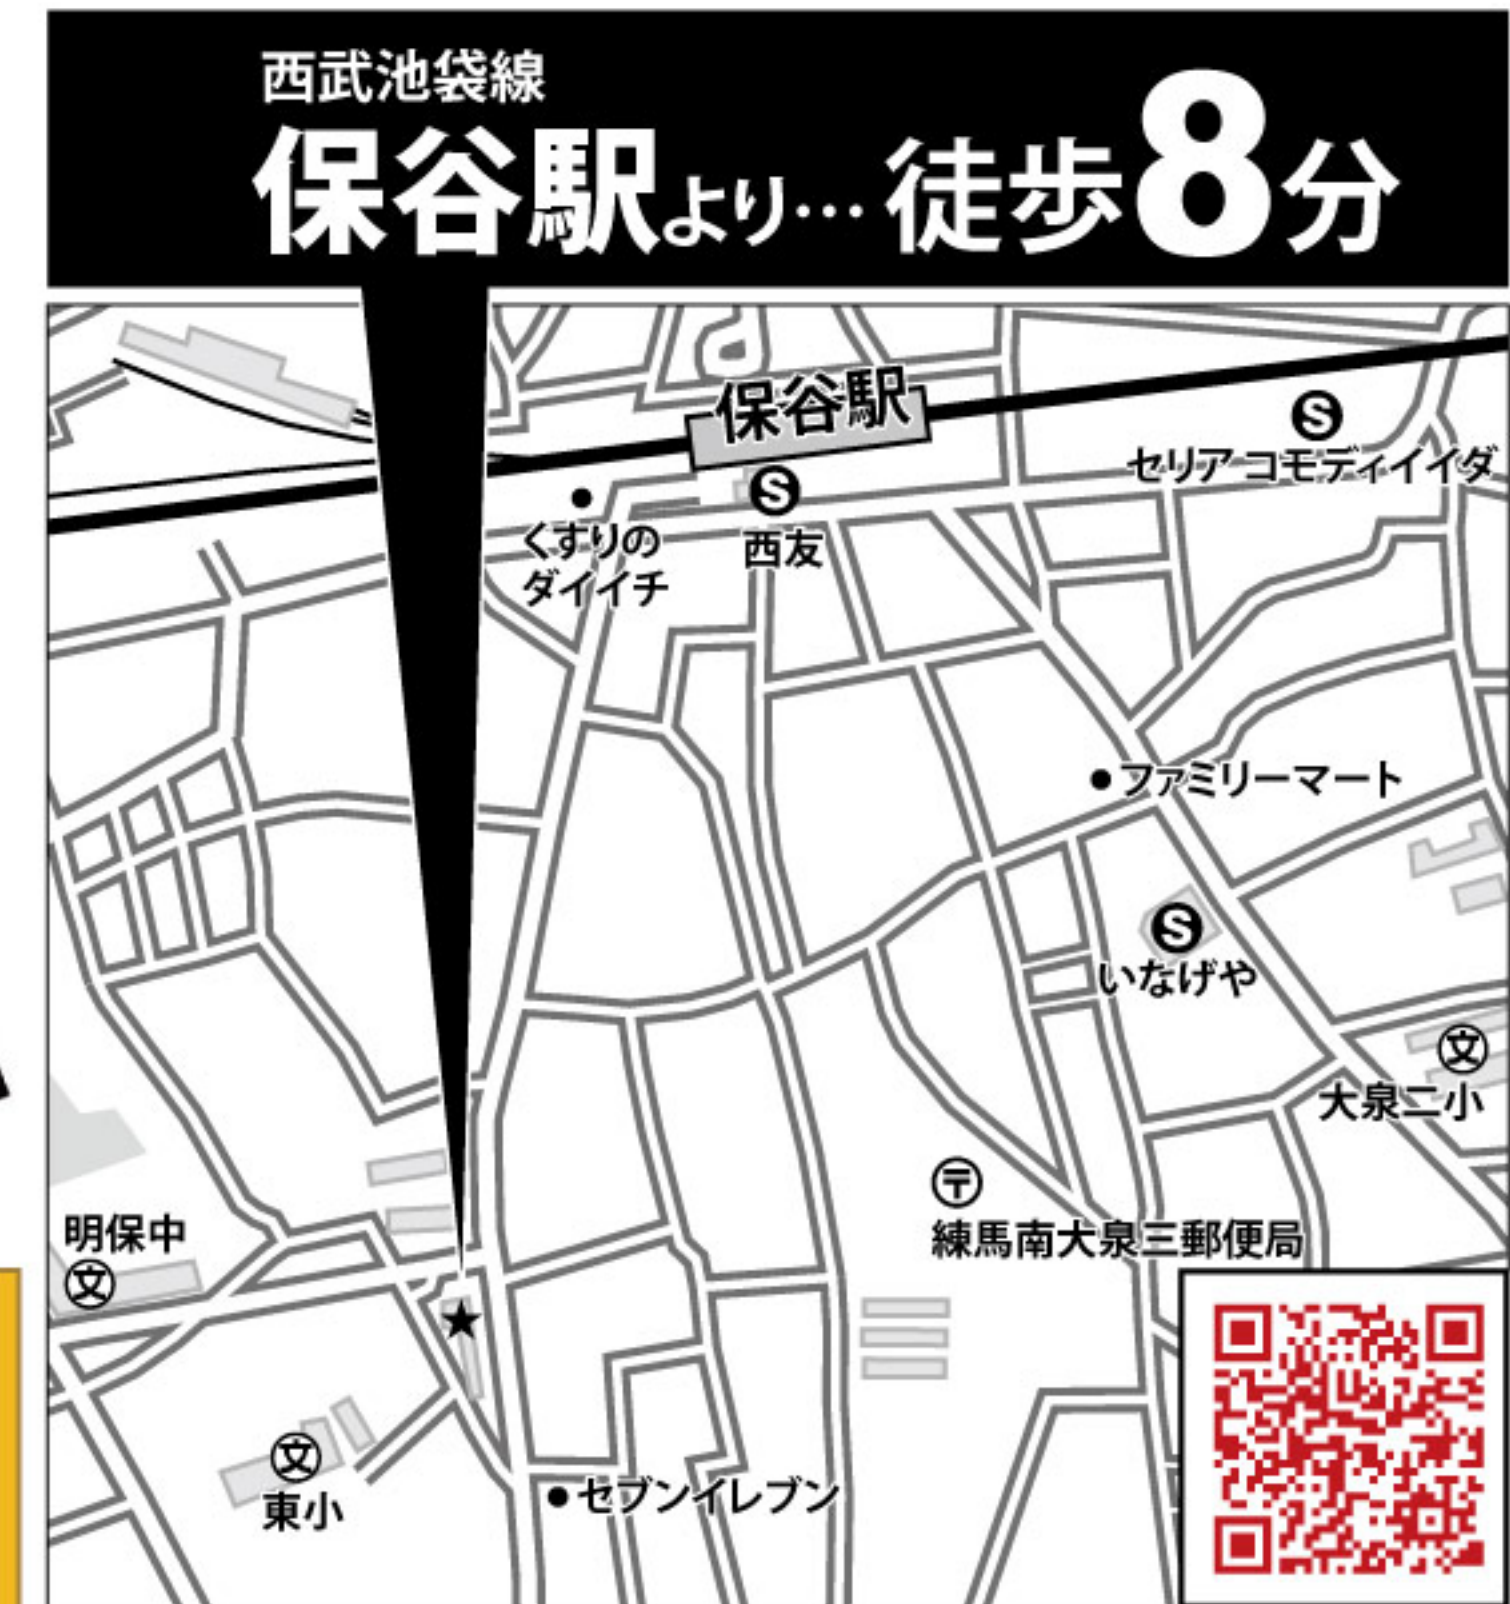 西武池袋線
保谷駅より…徒歩8分
保谷駅
S
セリア コモディイイダ
くすりの
ダイイチ
S
西友
ファミリーマート
S
いなげや
文
大泉二小
〒
練馬南大泉三郵便局
明保中
文
★
文
東小
セブンイレブン